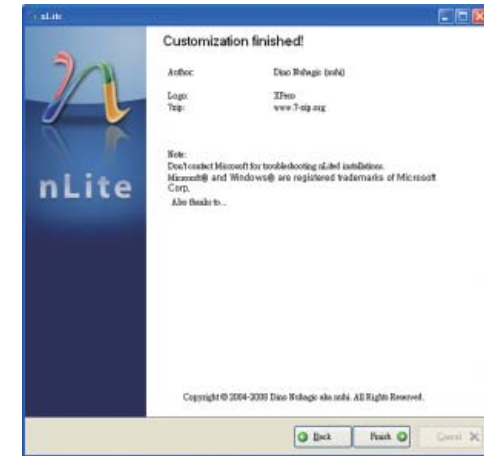 nLite
Customization finished!
Author: Dino Nuhagic (nuhi)
Logo: XPero
7zip: www.7-zip.org
Note:
Don't contact Microsoft for troubleshooting nLited installations.
Microsoft® and Windows® are registered trademarks of Microsoft
Corp.
Also thanks to...
nLite
Copyright © 2004-2008 Dino Nuhagic aka nuhi. All Rights Reserved.
Back
Finish
Cancel